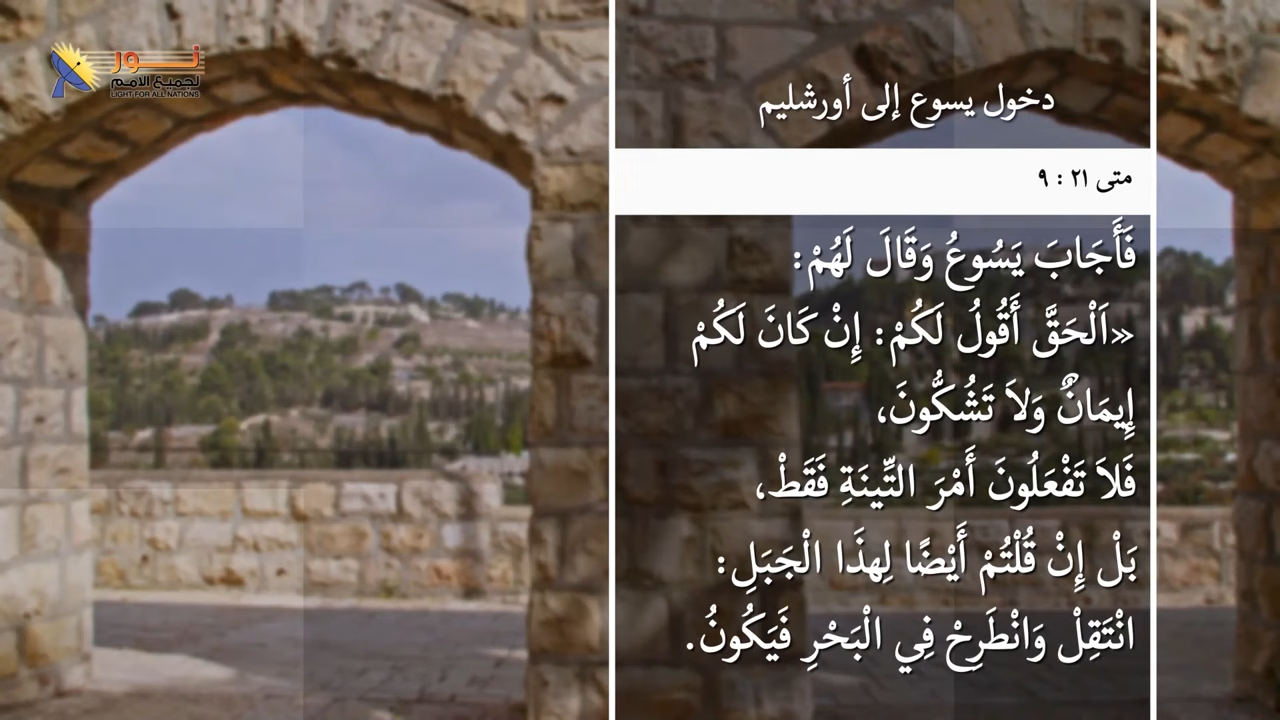 نور
لجميع الامم
LIGHT FOR ALL NATIONS
دخول يسوع إلى أورشليم
متى ٢١ : ٩
فَأَجَابَ يَسُوعُ وَقَالَ لَهُمْ:
«اَلْحَقَّ أَقُولُ لَكُمْ: إِنْ كَانَ لَكُمْ
إِيمَانٌ وَلاَ تَشُكُّونَ،
فَلاَ تَفْعَلُونَ أَمْرَ التِّينَةِ فَقَطْ،
بَلْ إِنْ قُلْتُمْ أَيْضًا لِهذَا الْجَبَلِ:
انْتَقِلْ وَانْطَرِحْ فِي الْبَحْرِ فَيَكُونُ.